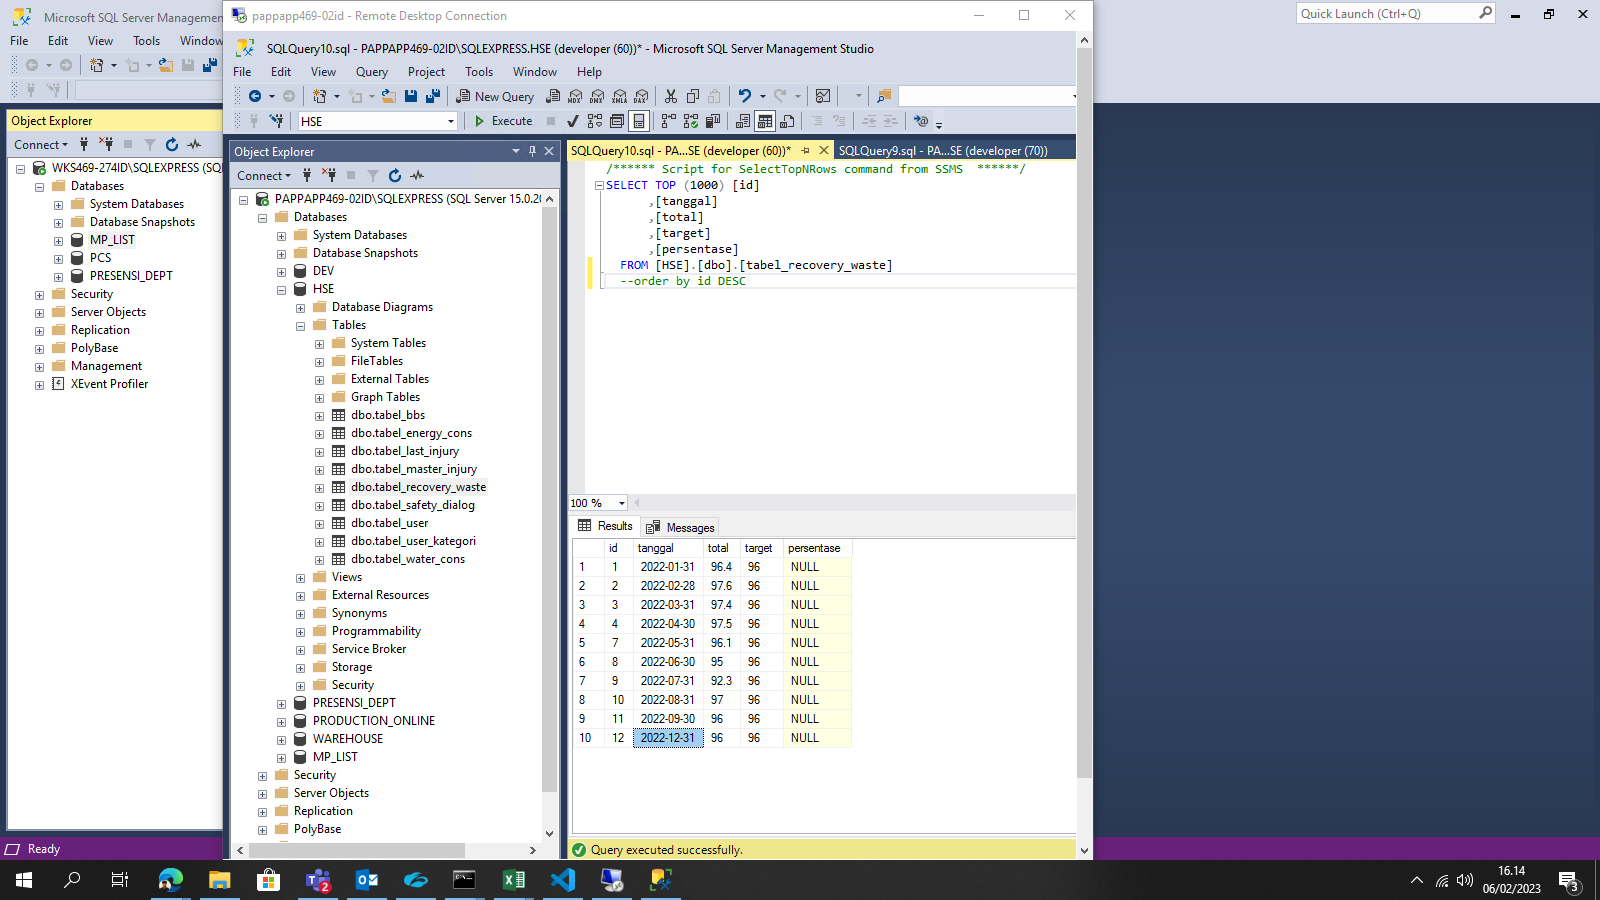 Microsoft SQL Server Management
Quick Launch (Ctrl+Q)
File Edit View Tools Window
Object Explorer
Connect
WKS469-274ID\SQLEXPRESS (SQL
Databases
System Databases
Database Snapshots
MP_LIST
PCS
PRESENSI_DEPT
Security
Server Objects
Replication
PolyBase
Management
XEvent Profiler
Ready
pappapp469-02id - Remote Desktop Connection
SQLQuery10.sql - PAPPAPP469-02ID\SQLEXPRESS.HSE (developer (60))* - Microsoft SQL Server Management Studio
File Edit View Query Project Tools Window Help
New Query
MDX DMX XMLA DAX
HSE
Execute
Object Explorer
Connect
PAPPAPP469-02ID\SQLEXPRESS (SQL Server 15.0.20
Databases
System Databases
Database Snapshots
DEV
HSE
Database Diagrams
Tables
System Tables
FileTables
External Tables
Graph Tables
dbo.tabel_bbs
dbo.tabel_energy_cons
dbo.tabel_last_injury
dbo.tabel_master_injury
dbo.tabel_recovery_waste
dbo.tabel_safety_dialog
dbo.tabel_user
dbo.tabel_user_kategori
dbo.tabel_water_cons
Views
External Resources
Synonyms
Programmability
Service Broker
Storage
Security
PRESENSI_DEPT
PRODUCTION_ONLINE
WAREHOUSE
MP_LIST
Security
Server Objects
Replication
PolyBase
SQLQuery10.sql - PA...SE (developer (60))* SQLQuery9.sql - PA...SE (developer (70))
/****** Script for SelectTopNRows command from SSMS ******/
SELECT TOP (1000) [id]
,[tanggal]
,[total]
,[target]
,[persentase]
FROM [HSE].[dbo].[tabel_recovery_waste]
--order by id DESC
100 %
Results Messages
id tanggal total target persentase
1 1 2022-01-31 96.4 96 NULL
2 2 2022-02-28 97.6 96 NULL
3 3 2022-03-31 97.4 96 NULL
4 4 2022-04-30 97.5 96 NULL
5 7 2022-05-31 96.1 96 NULL
6 8 2022-06-30 95 96 NULL
7 9 2022-07-31 92.3 96 NULL
8 10 2022-08-31 97 96 NULL
9 11 2022-09-30 96 96 NULL
10 12 2022-12-31 96 96 NULL
Query executed successfully.
2
16.14
06/02/2023
3